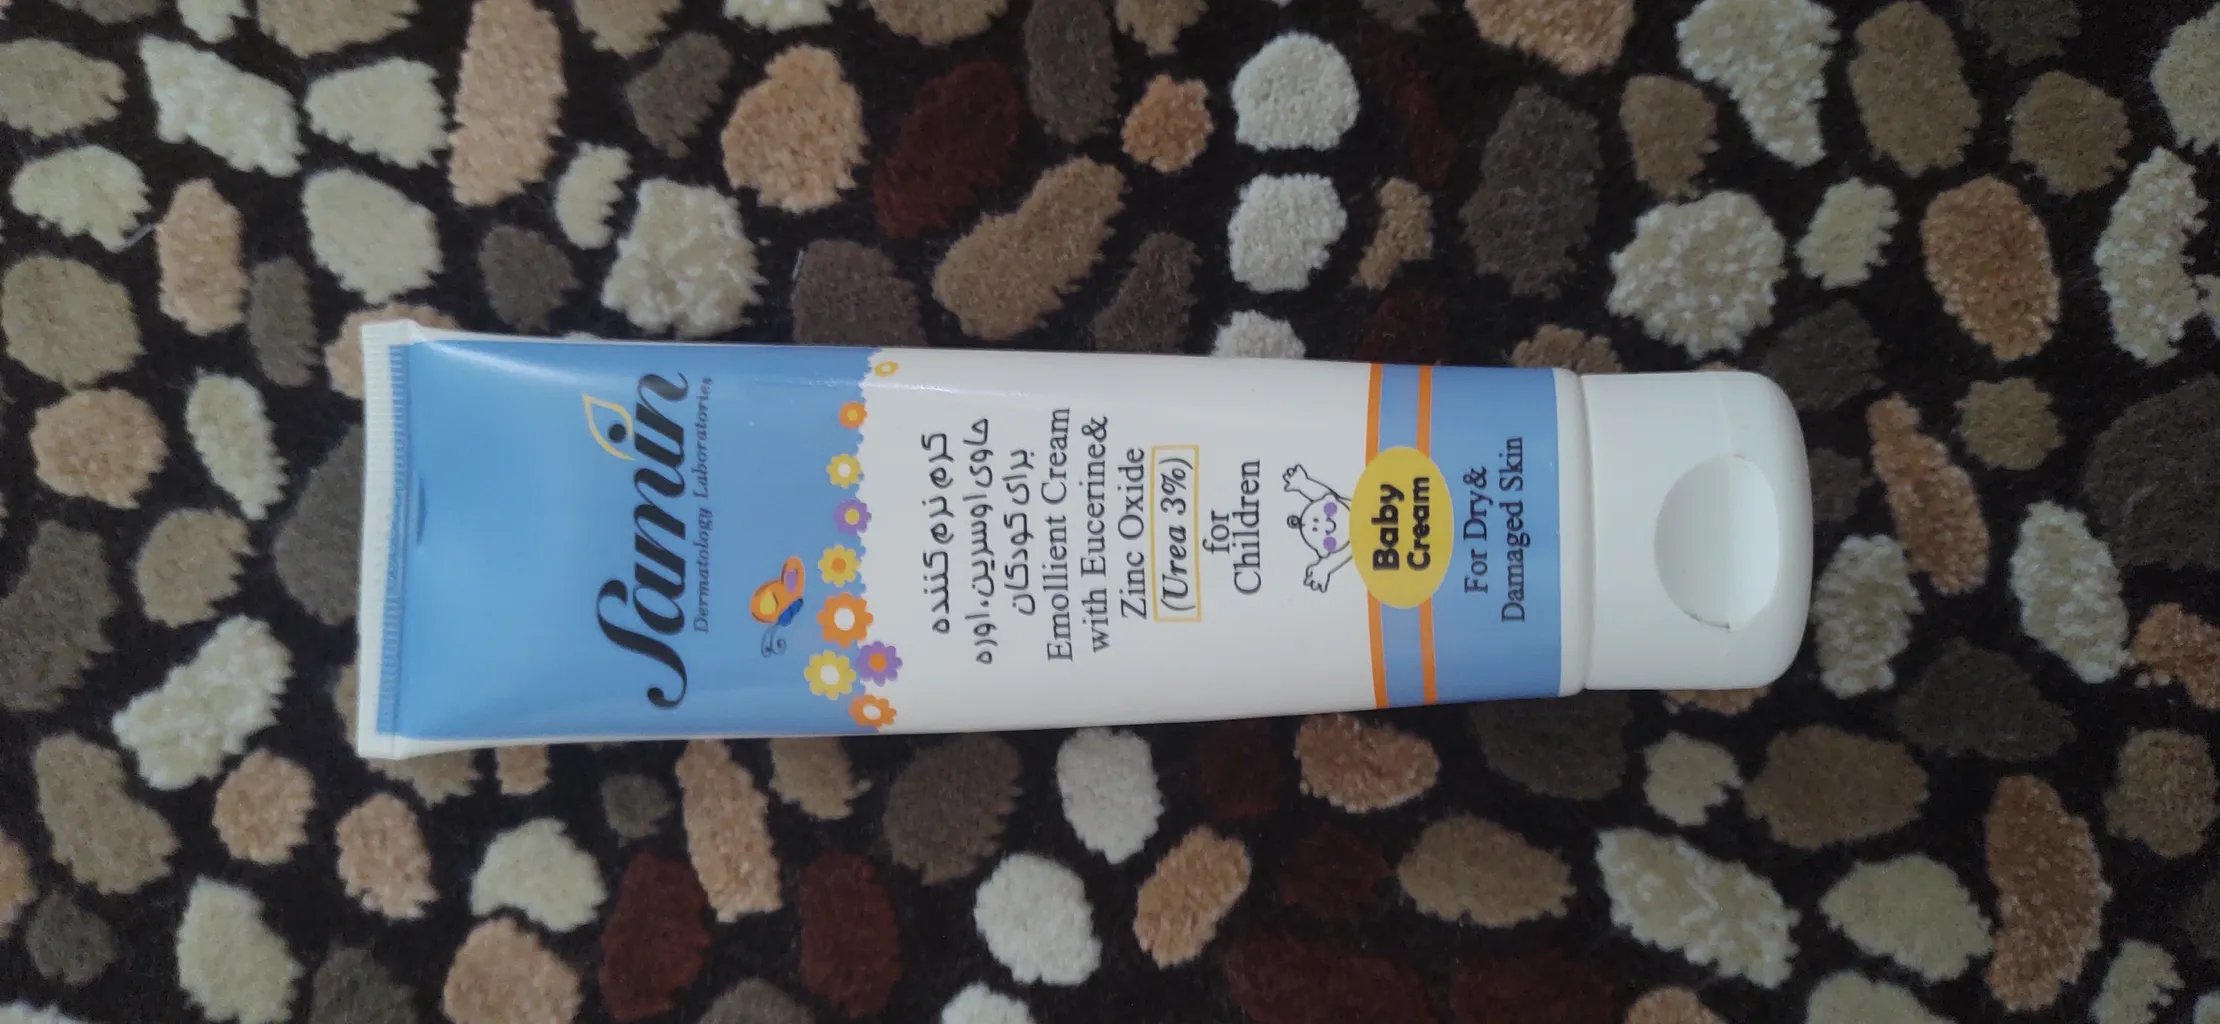 Samin
Dermatology Laboratories
کرم نرم کننده
حاوی اوسرین، اوره
برای کودکان
Emollient Cream
with Eucerine&
Zinc Oxide
(Urea 3%)
for
Children
Baby
Cream
For Dry&
Damaged Skin